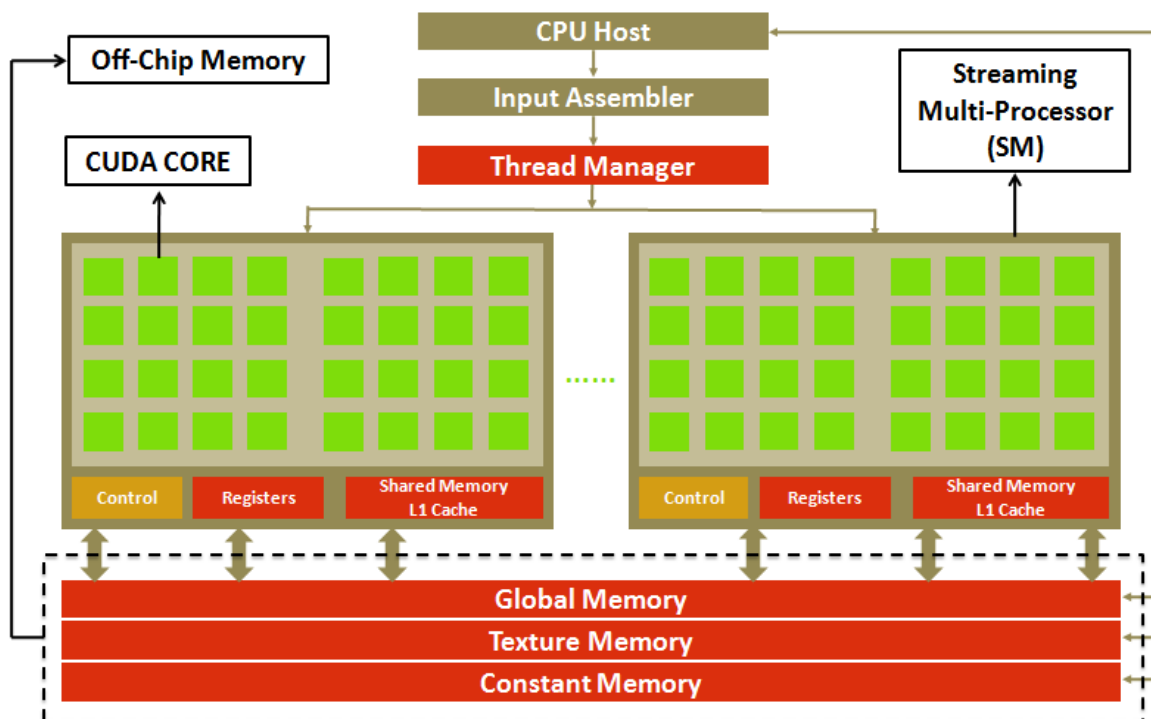 CPU Host
Off-Chip Memory
Streaming
Multi-Processor
(SM)
Input Assembler
CUDA CORE
Thread Manager
......
Control
Registers
Shared Memory
L1 Cache
Control
Registers
Shared Memory
L1 Cache
Global Memory
Texture Memory
Constant Memory